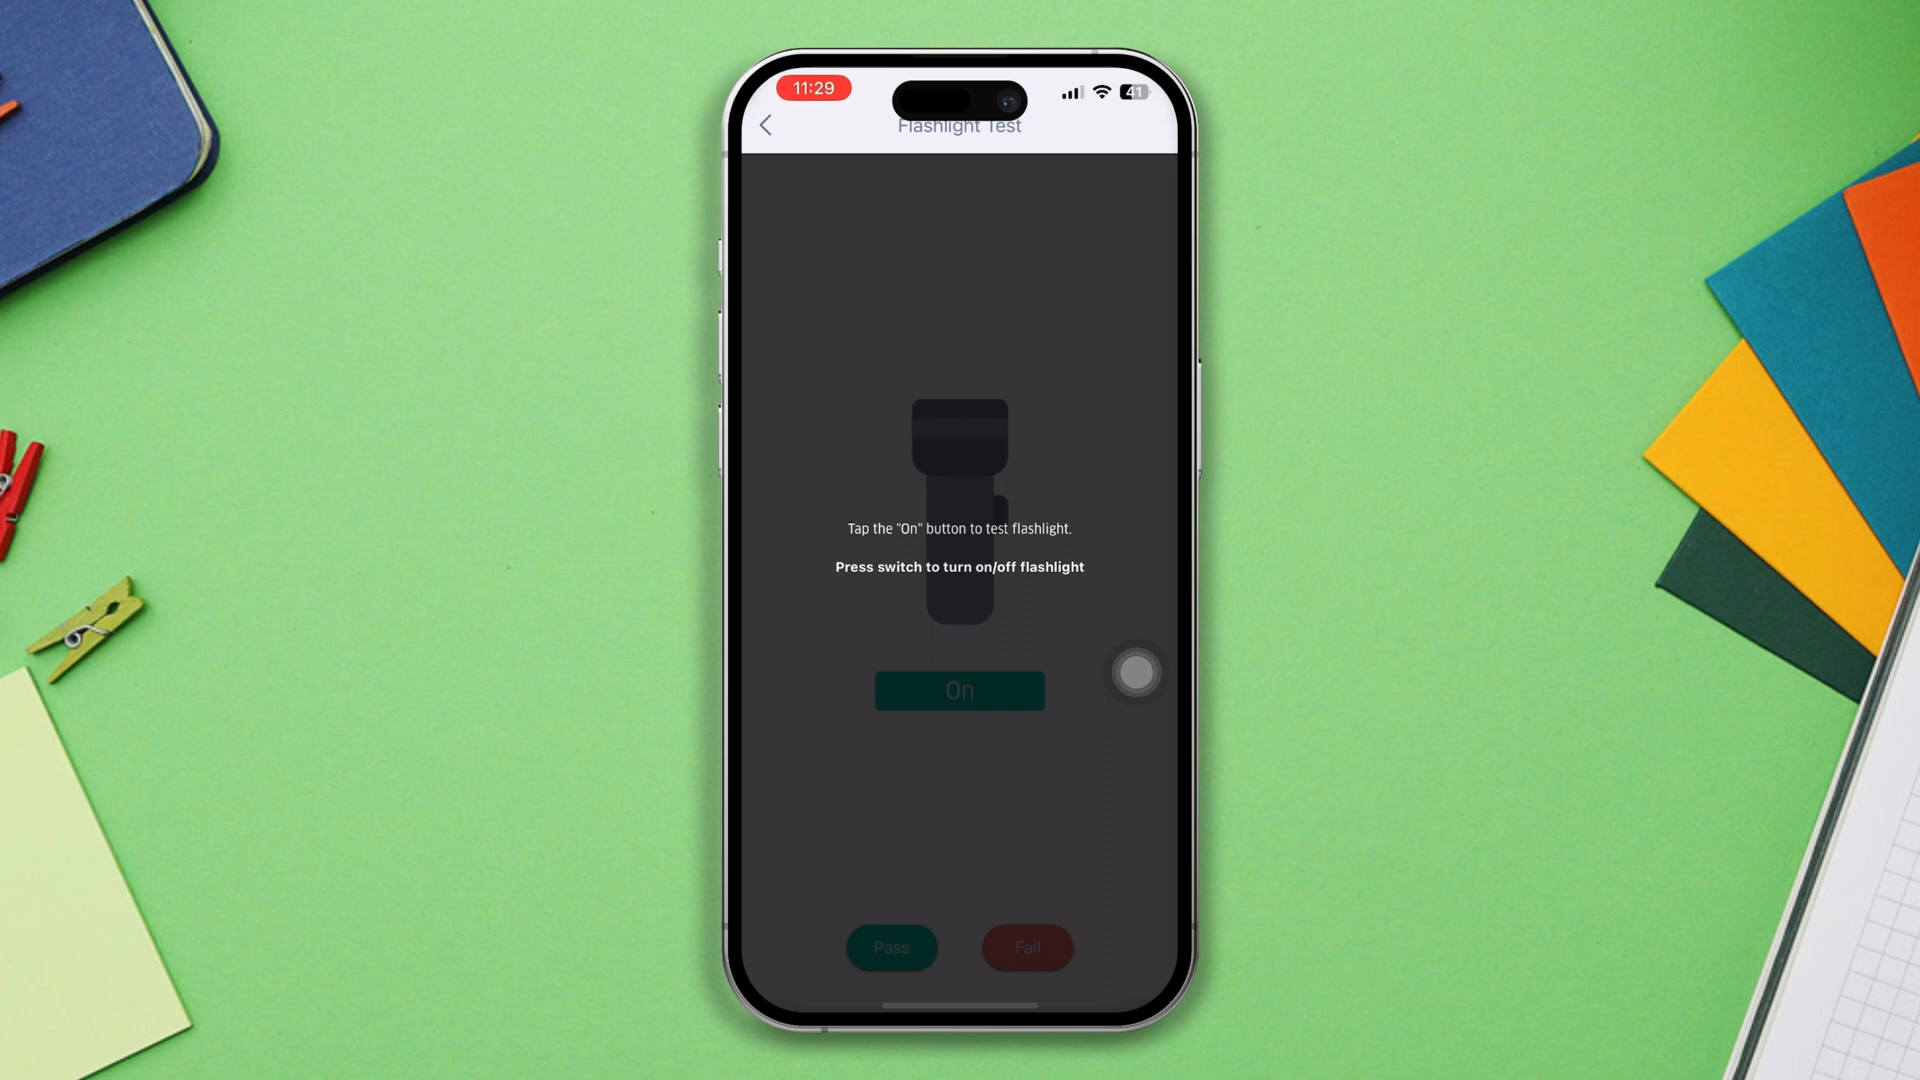 11:29
41
Flashlight Test
Tap the "On" button to test flashlight.
Press switch to turn on/off flashlight
On
Pass
Fail